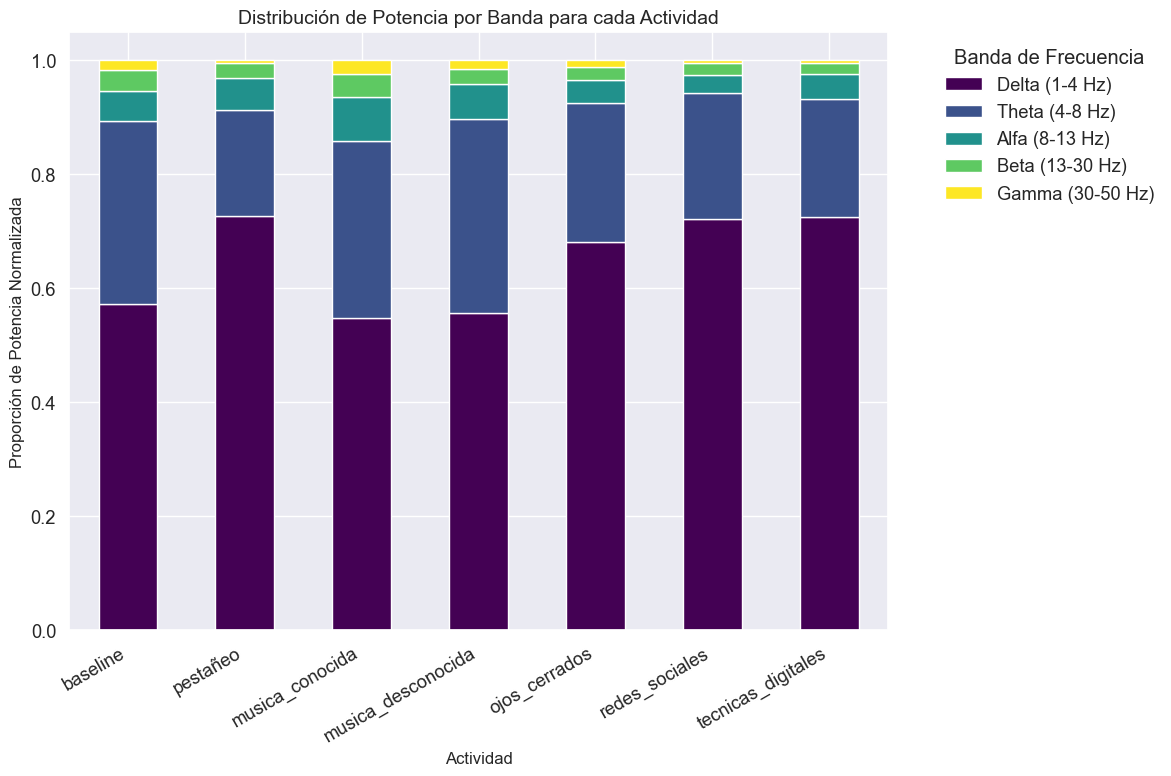 Distribución de Potencia por Banda para cada Actividad
Proporción de Potencia Normalizada
1.0
0.8
0.6
0.4
0.2
0.0
baseline
pestañeo
musica_conocida
musica_desconocida
ojos_cerrados
redes_sociales
tecnicas_digitales
Actividad
Banda de Frecuencia
Delta (1-4 Hz)
Theta (4-8 Hz)
Alfa (8-13 Hz)
Beta (13-30 Hz)
Gamma (30-50 Hz)